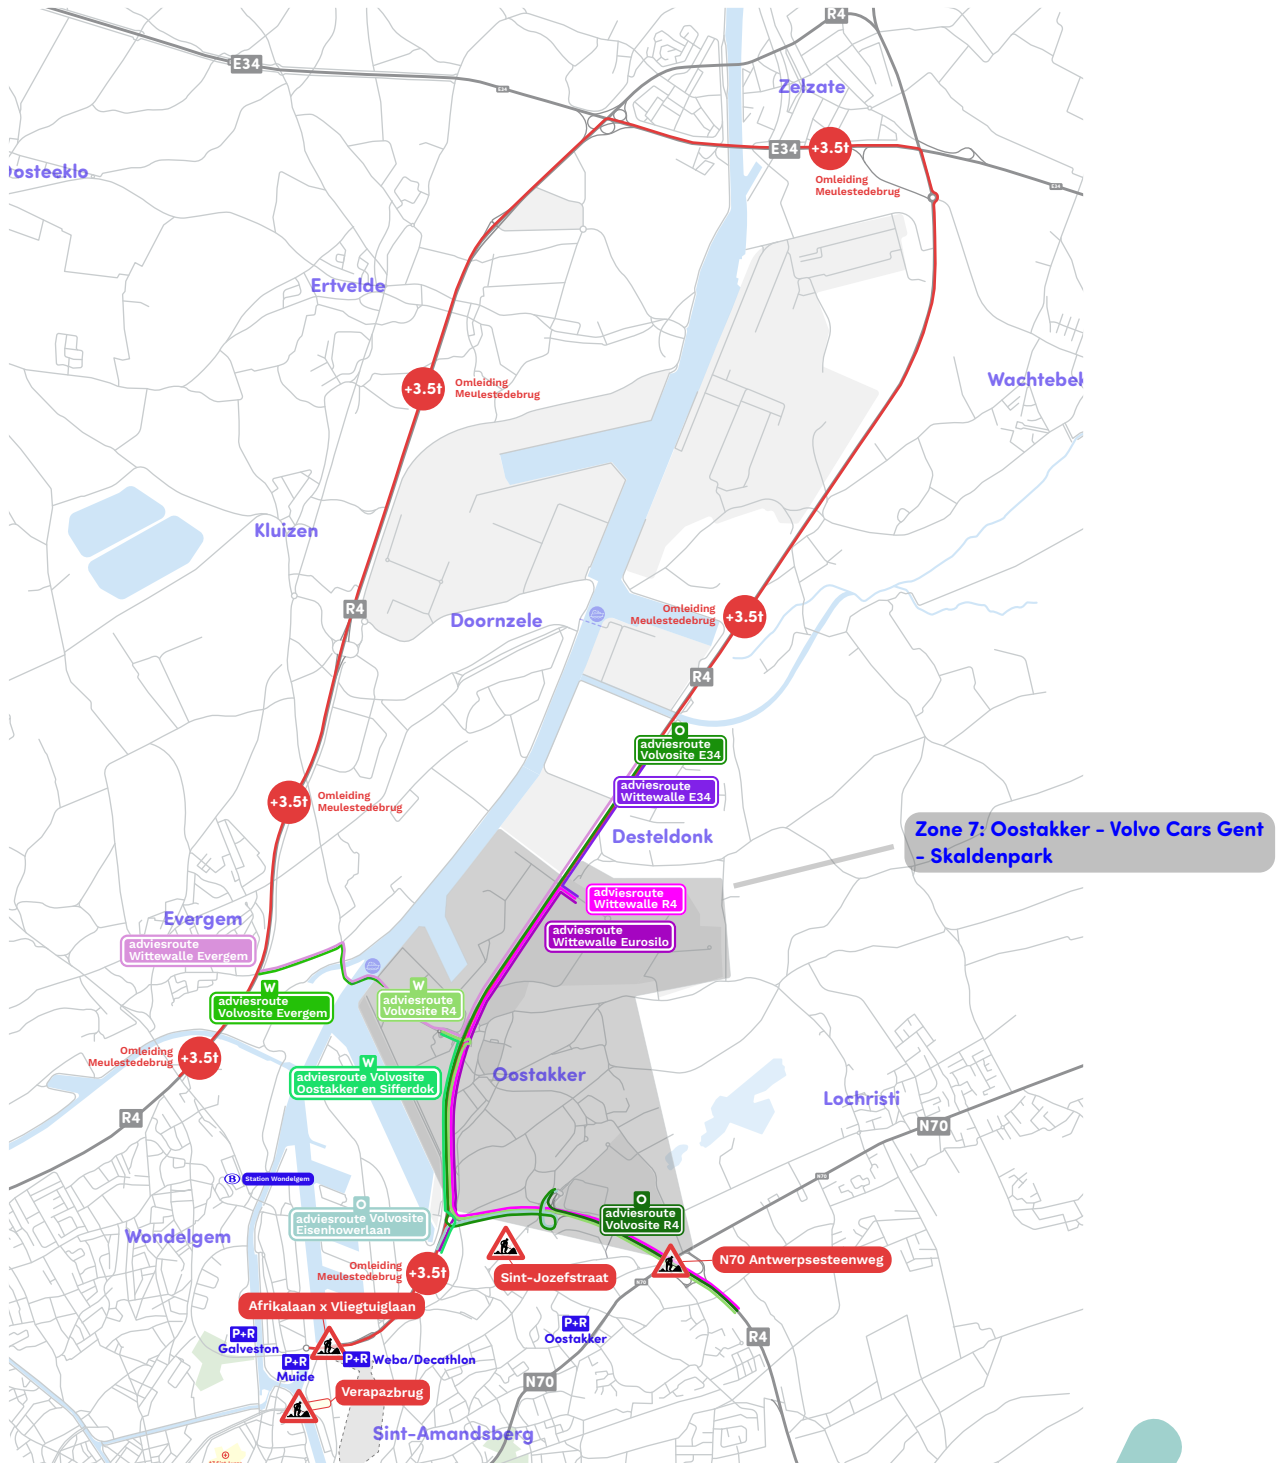 R4
E34
E34
Zelzate
E34
+3.5t
Omleiding
Meulestedebrug
E34
osteeklo
Ertvelde
+3.5t
Omleiding
Meulestedebrug
Wachtebek
Kluizen
R4
Doornzele
Omleiding
Meulestedebrug
+3.5t
R4
O
adviesroute
Volvosite E34
adviesroute
Wittewalle E34
+3.5t
Omleiding
Meulestedebrug
Desteldonk
Zone 7: Oostakker - Volvo Cars Gent
- Skaldenpark
adviesroute
Wittewalle R4
Evergem
adviesroute
Wittewalle Eurosilo
adviesroute
Wittewalle Evergem
W
adviesroute
Volvosite Evergem
W
adviesroute
Volvosite R4
Omleiding
Meulestedebrug
+3.5t
W
adviesroute Volvosite
Oostakker en Sifferdok
Oostakker
Lochristi
R4
N70
N70
B
Station Wondelgem
O
adviesroute Volvosite
Eisenhowerlaan
O
adviesroute
Volvosite R4
Wondelgem
Omleiding
Meulestedebrug
+3.5t
Sint-Jozefstraat
N70 Antwerpsesteenweg
N70
Afrikalaan x Vliegtuiglaan
P+R
Galveston
P+R
Oostakker
R4
P+R
Muide
P+R Weba/Decathlon
N70
Verapazbrug
Sint-Amandsberg